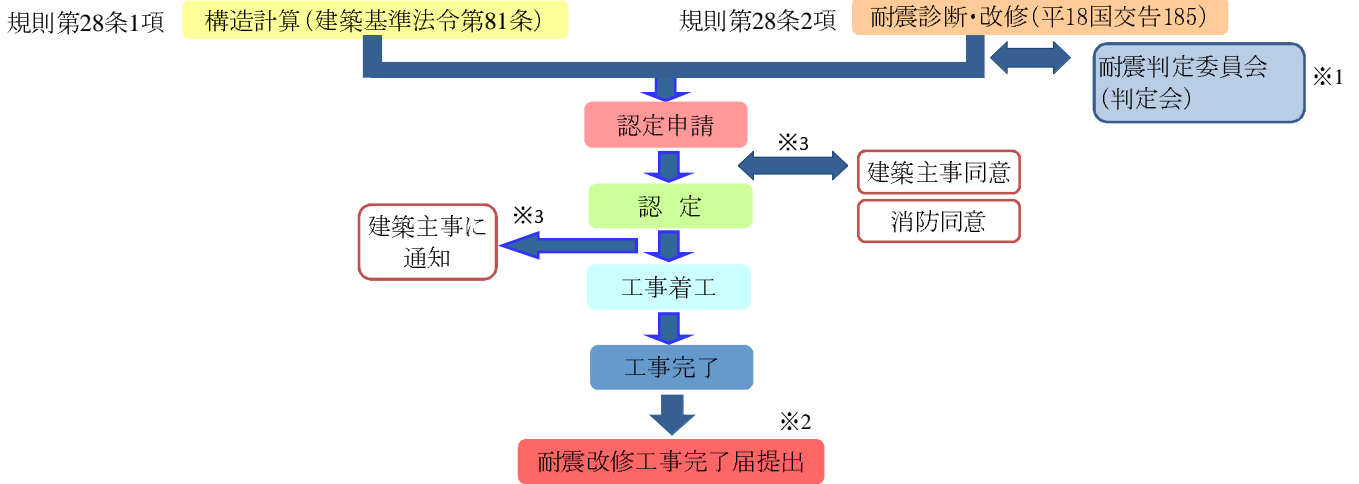 規則第28条1項
構造計算(建築基準法令第81条)
規則第28条2項
耐震診断・改修(平18国交告185)
耐震判定委員会
(判定会)
※1
認定申請
※3
建築主事同意
認 定
消防同意
※3
建築主事に
通知
工事着工
工事完了
※2
耐震改修工事完了届提出